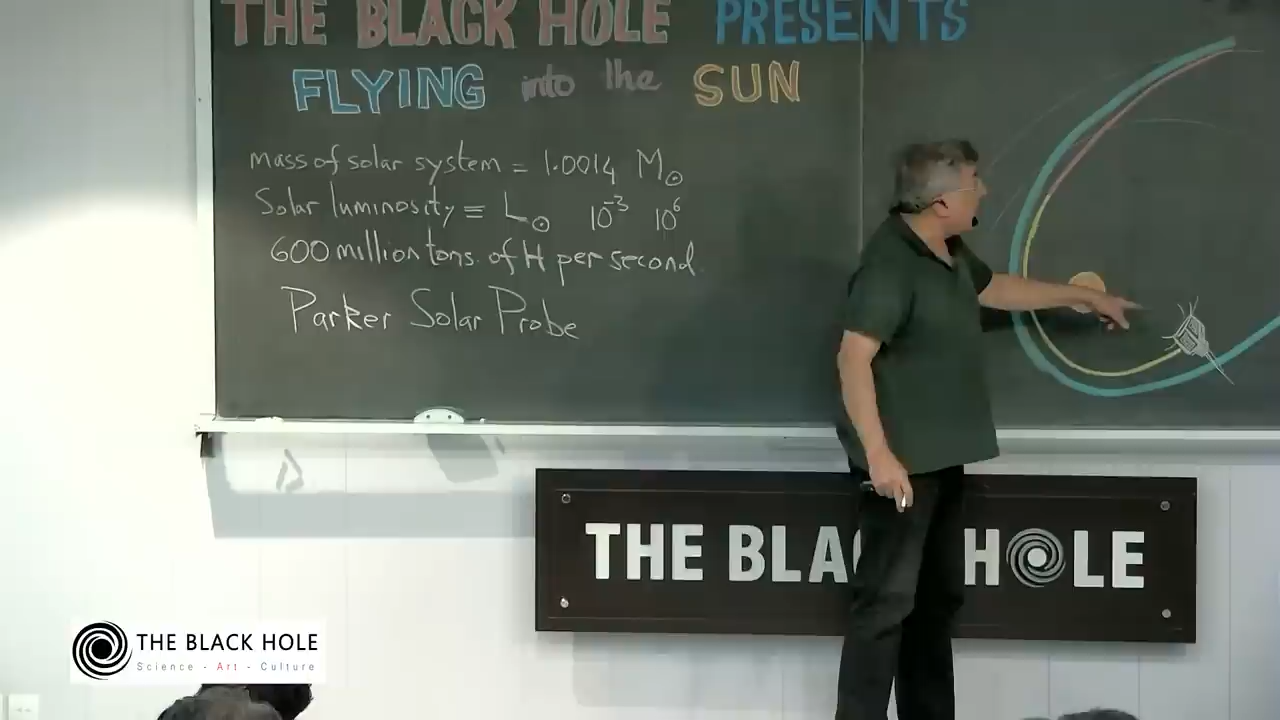 THE BLACK HOLE PRESENTS
FLYING into the SUN
mass of solar system = 1.0014 M⊙
Solar luminosity ≡ L⊙ 10⁻³ 10⁶
600 million tons of H per second
Parker Solar Probe
THE BLA HOLE
THE BLACK HOLE
Science - Art - Culture